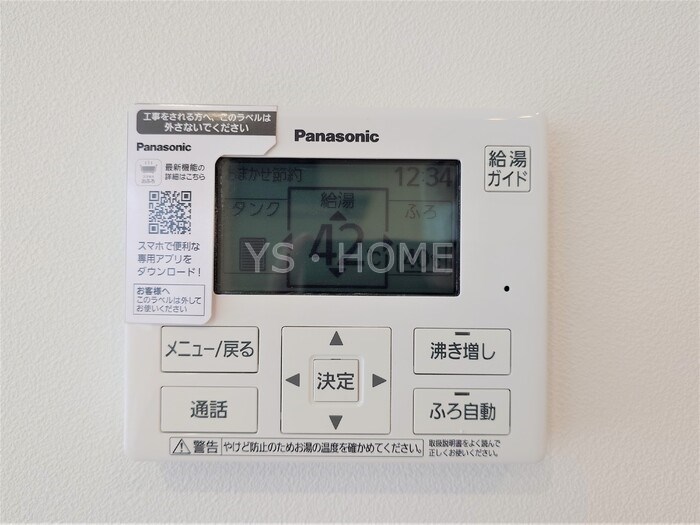 工事をされる方へ、このラベルは
外さないでください
Panasonic
最新機能の
詳細はこちら
スマホで便利な
専用アプリを
ダウンロード！
お客様へ
このラベルは外して
お使いください
Panasonic
給湯
ガイド
おまかせ節約
12:34
タンク
給湯
ふろ
42
YS・HOME
メニュー/戻る
決定
沸き増し
通話
ふろ自動
警告
やけど防止のためお湯の温度を確かめてください。
取扱説明書をよく読んで
正しくお使いください。